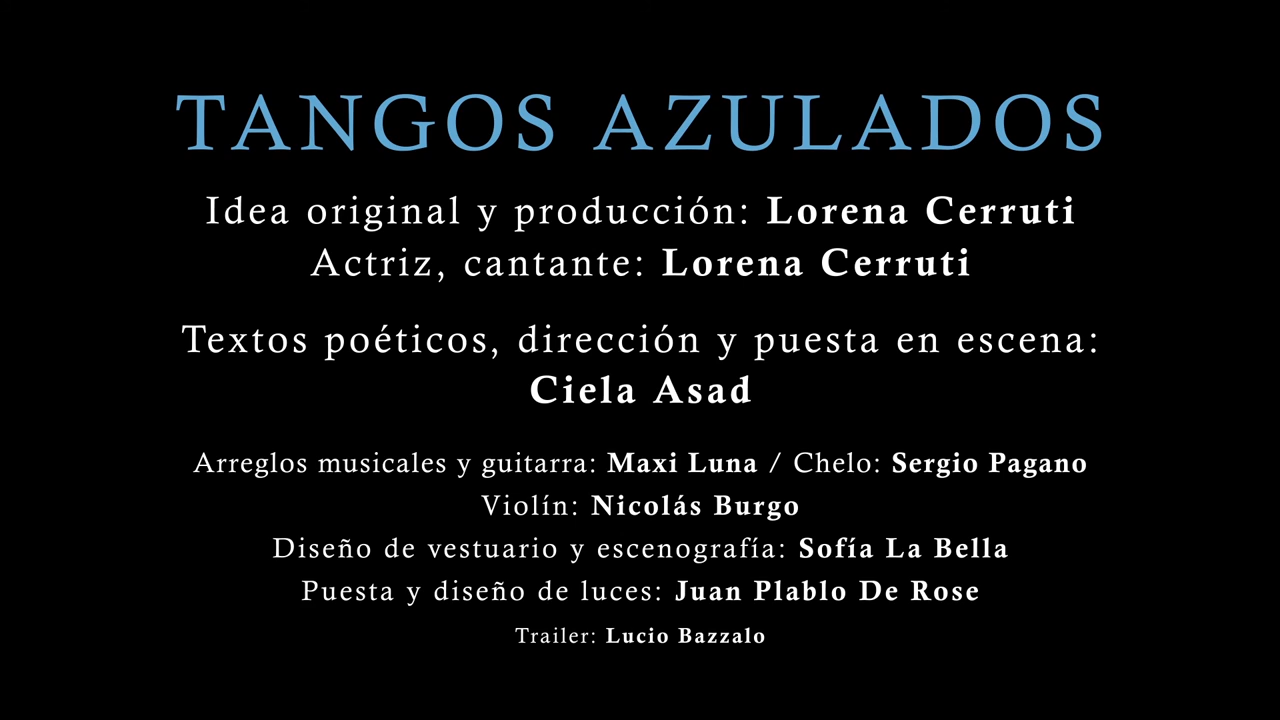 TANGOS AZULADOS
Idea original y producción: Lorena Cerruti
Actriz, cantante: Lorena Cerruti
Textos poéticos, dirección y puesta en escena:
Ciela Asad
Arreglos musicales y guitarra: Maxi Luna / Chelo: Sergio Pagano
Violín: Nicolás Burgo
Diseño de vestuario y escenografía: Sofía La Bella
Puesta y diseño de luces: Juan Plablo De Rose
Trailer: Lucio Bazzalo